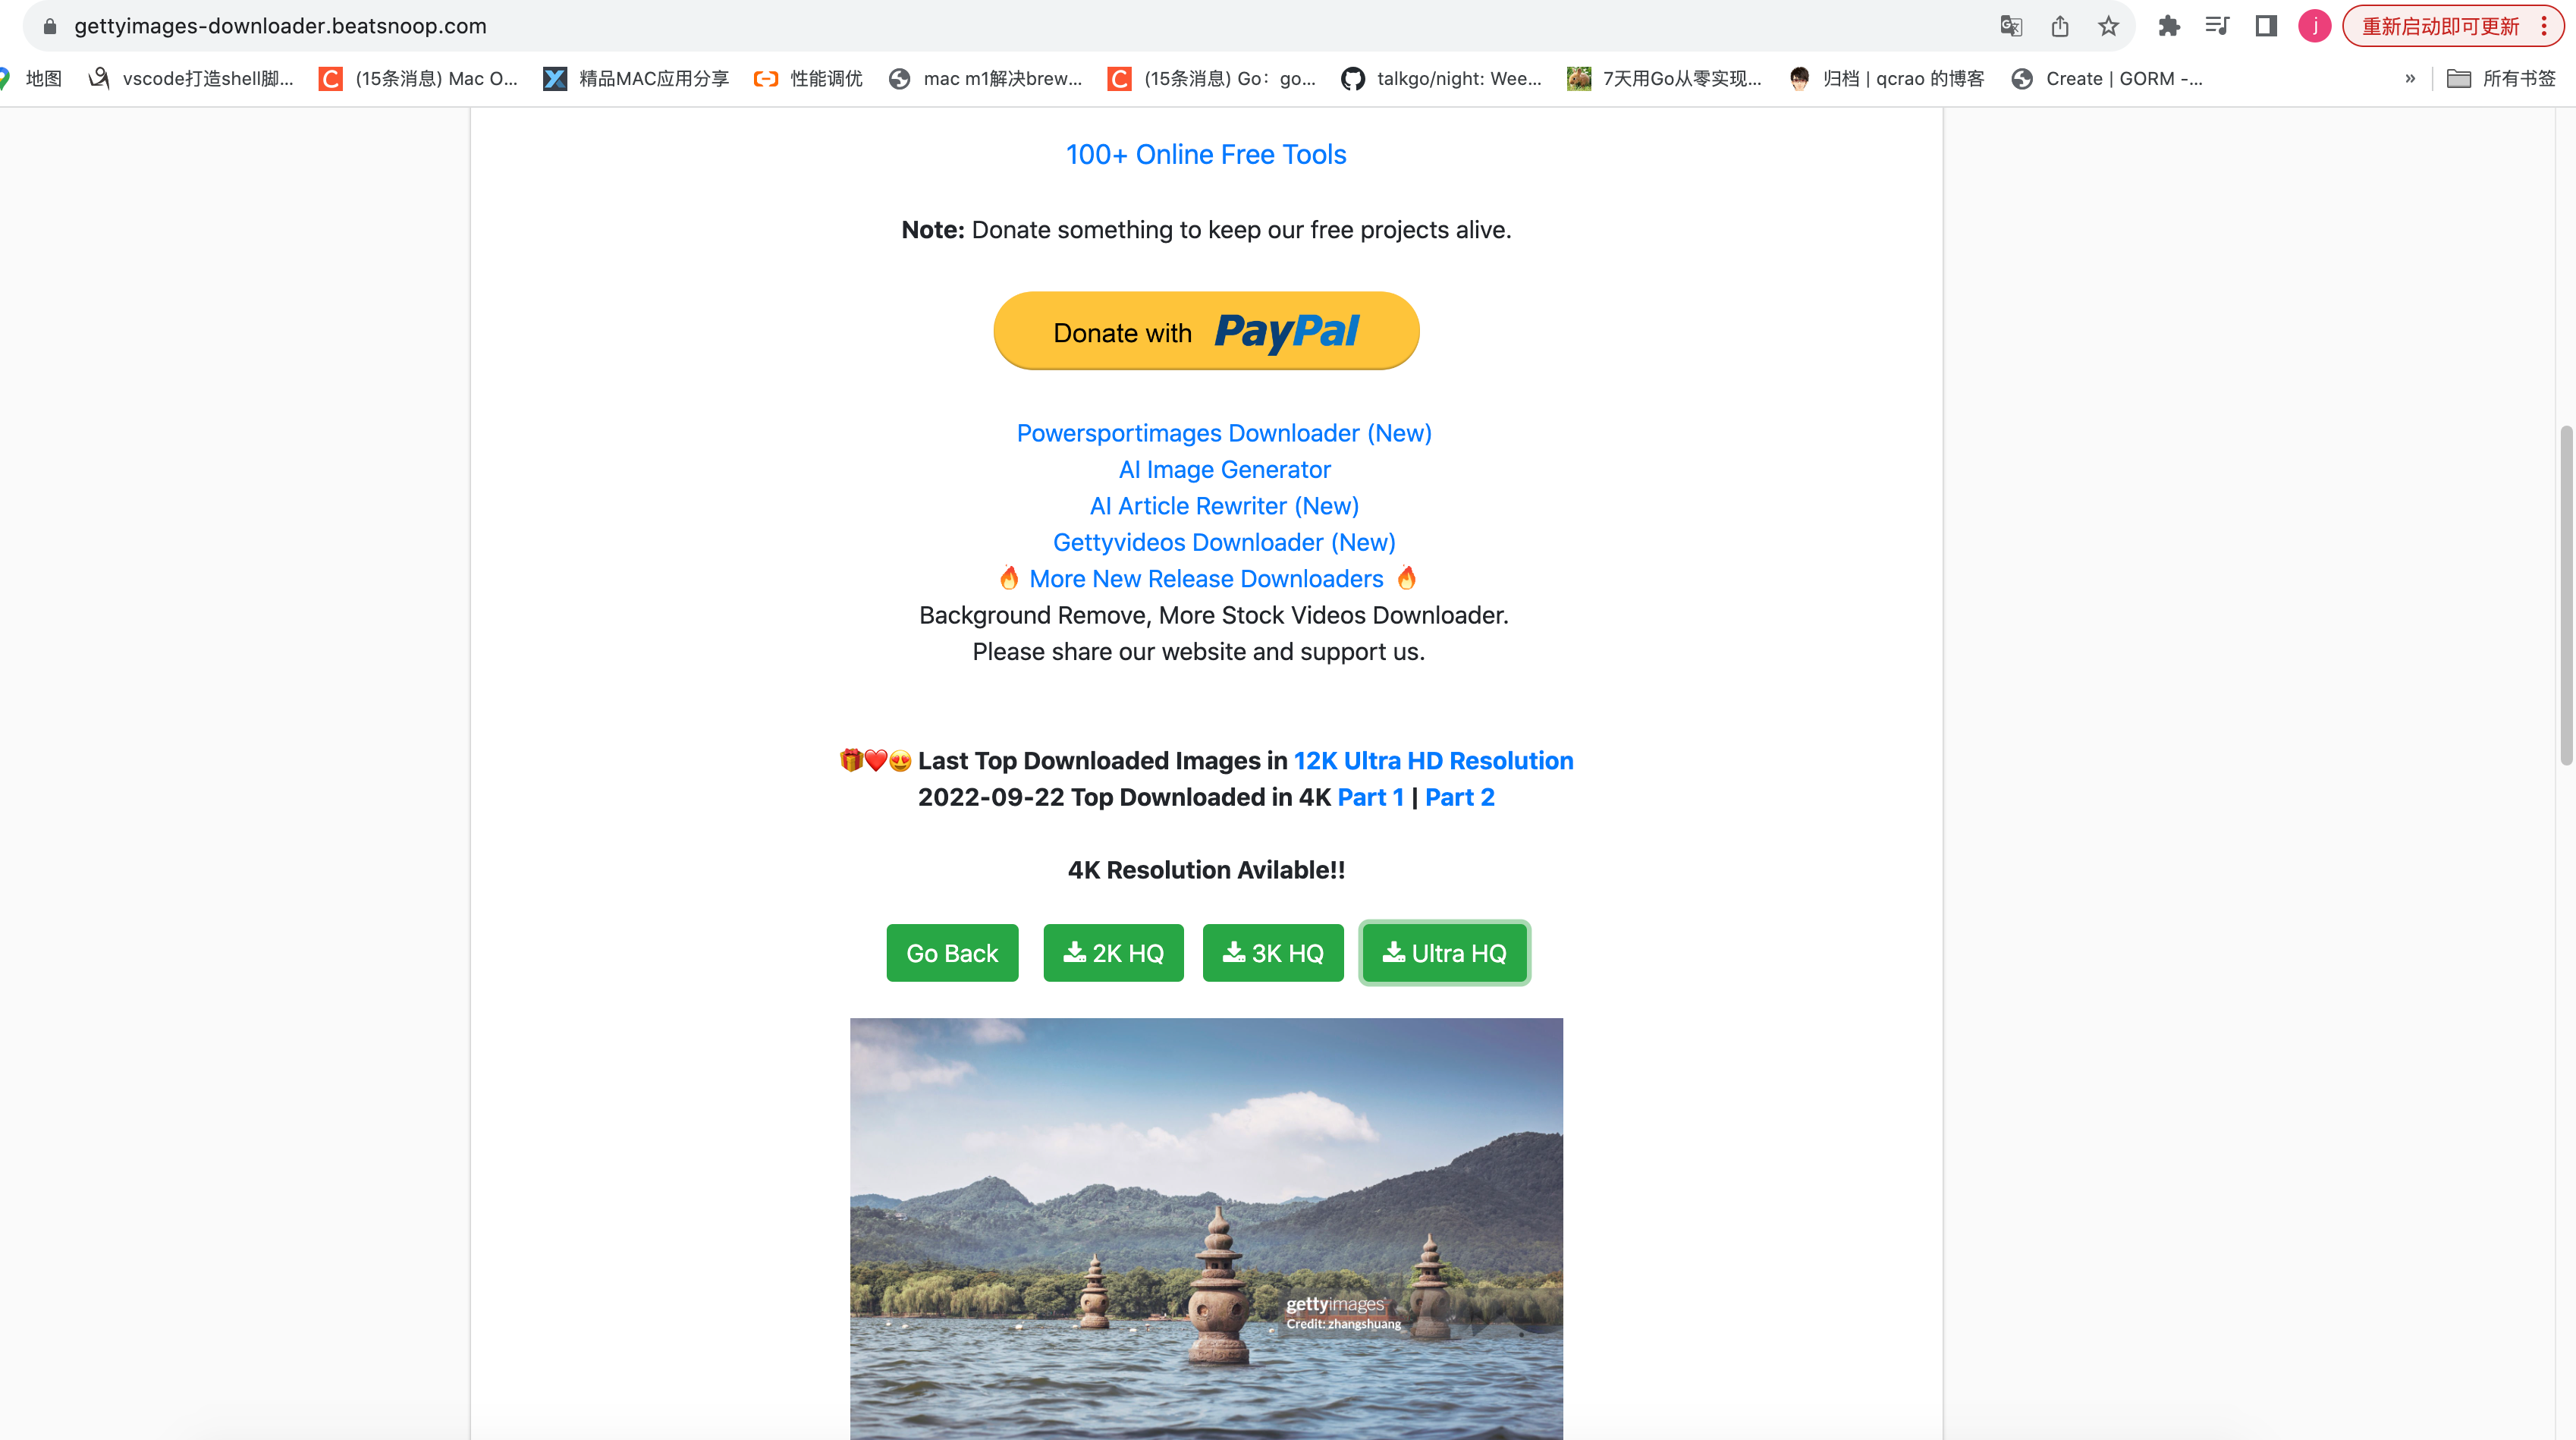 gettyimages-downloader.beatsnoop.com
重新启动即可更新
j
地图
vscode打造shell脚...
(15条消息) Mac O...
精品MAC应用分享
性能调优
mac m1解决brew...
(15条消息) Go：go...
talkgo/night: Wee...
7天用Go从零实现...
归档 | qcrao 的博客
Create | GORM -...
»
所有书签
100+ Online Free Tools
Note: Donate something to keep our free projects alive.
Donate with PayPal
Powersportimages Downloader (New)
AI Image Generator
AI Article Rewriter (New)
Gettyvideos Downloader (New)
🔥 More New Release Downloaders 🔥
Background Remove, More Stock Videos Downloader.
Please share our website and support us.
🎁❤️😍 Last Top Downloaded Images in 12K Ultra HD Resolution
2022-09-22 Top Downloaded in 4K Part 1 | Part 2
4K Resolution Avilable!!
Go Back
2K HQ
3K HQ
Ultra HQ
gettyimages
Credit: zhangshuang